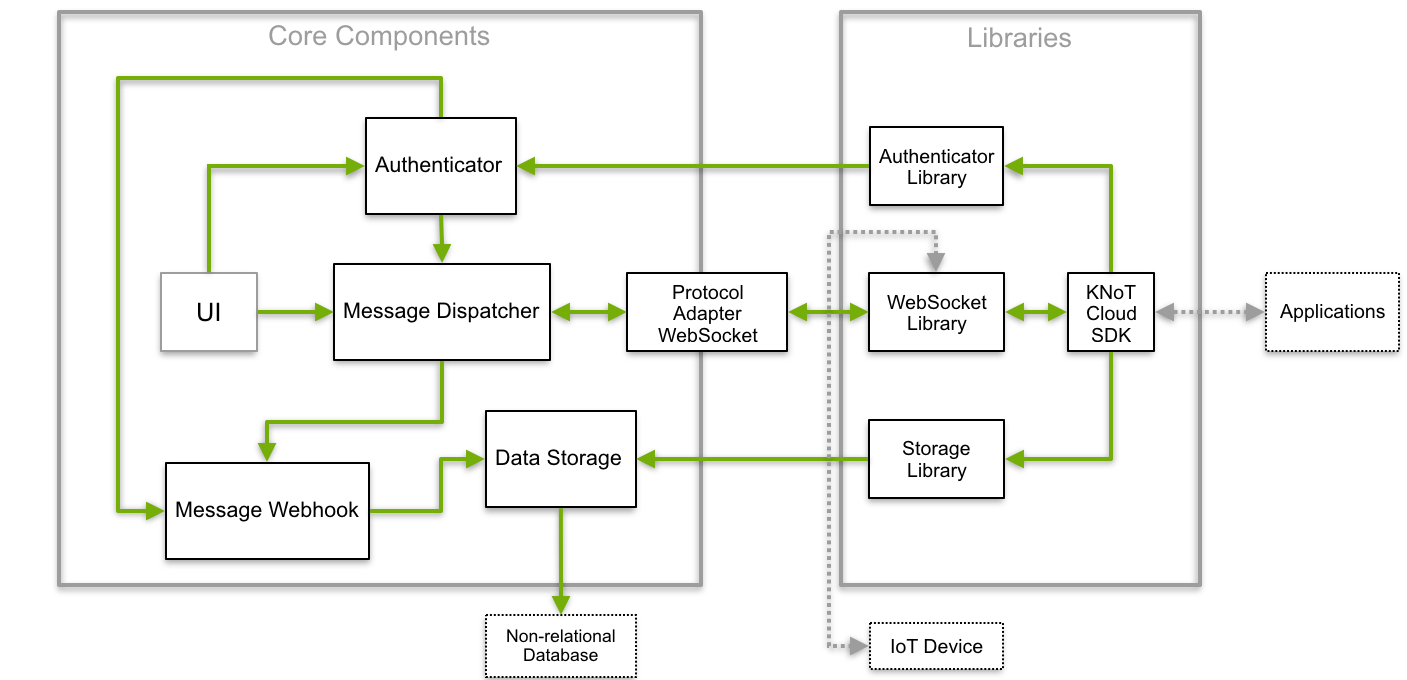 Core Components
Libraries
Authenticator
Authenticator
Library
UI
Message Dispatcher
Protocol
Adapter
WebSocket
WebSocket
Library
KNoT
Cloud
SDK
Applications
Message Webhook
Data Storage
Storage
Library
Non-relational
Database
IoT Device